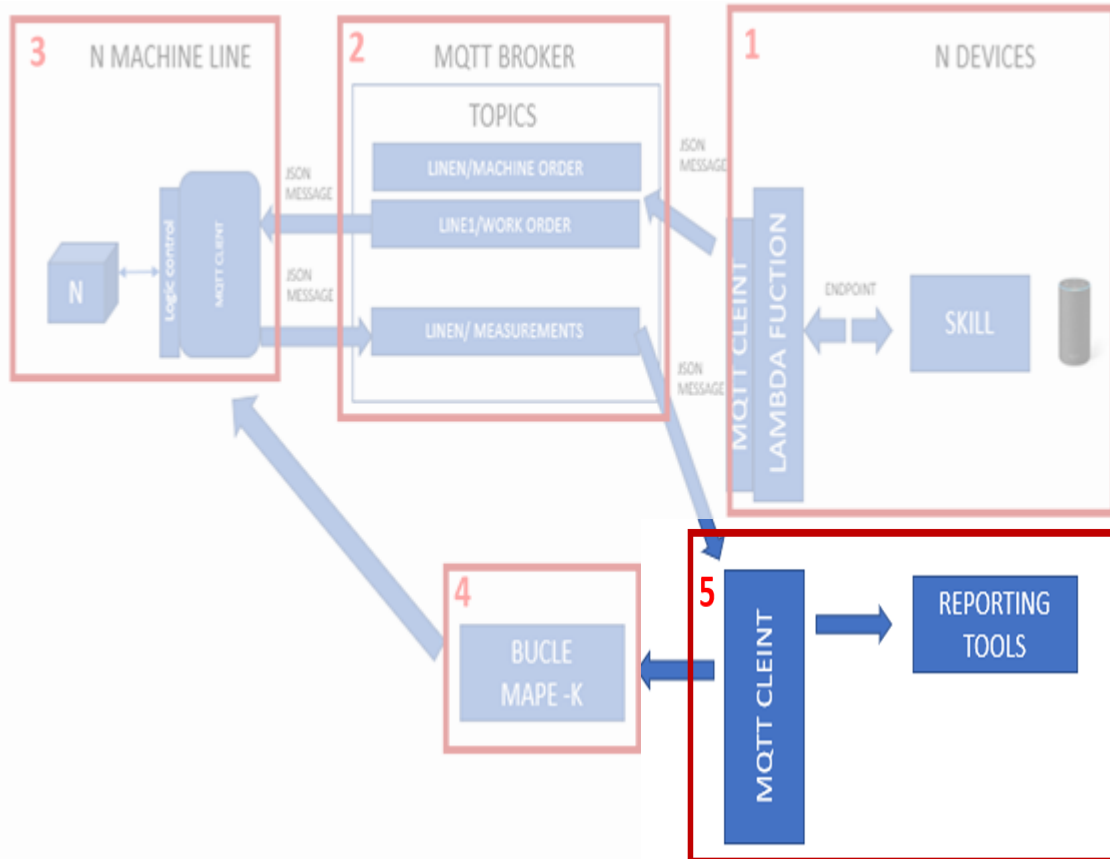 3
N MACHINE LINE
N
Logic control
MQTT CLIENT
JSON
MESSAGE
JSON
MESSAGE
2
MQTT BROKER
TOPICS
LINEN/MACHINE ORDER
LINE1/WORK ORDER
LINEN/ MEASUREMENTS
JSON
MESSAGE
JSON
MESSAGE
1
N DEVICES
MQTT CLEINT
LAMBDA FUCTION
ENDPOINT
SKILL
4
BUCLE
MAPE -K
5
MQTT CLEINT
REPORTING
TOOLS